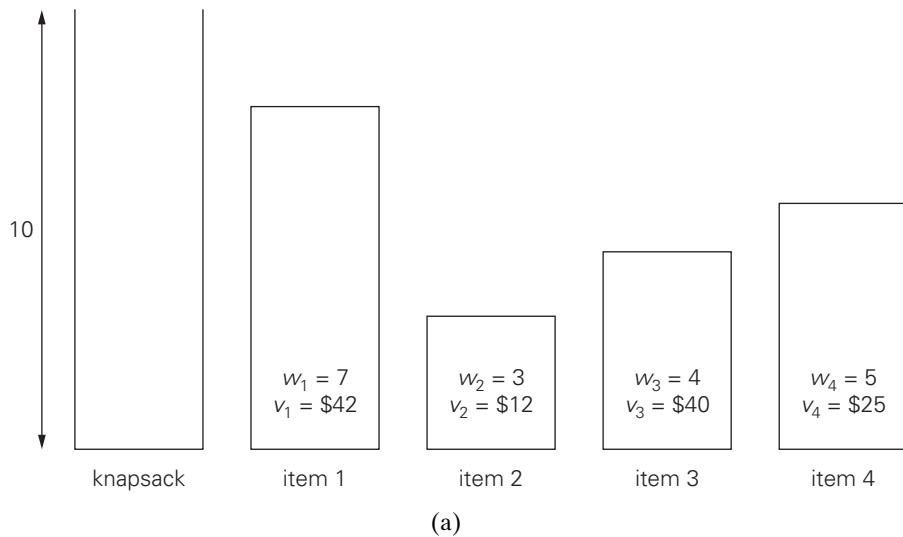 10
w₁ = 7
v₁ = $42
w₂ = 3
v₂ = $12
w₃ = 4
v₃ = $40
w₄ = 5
v₄ = $25
knapsack
item 1
item 2
item 3
item 4
(a)